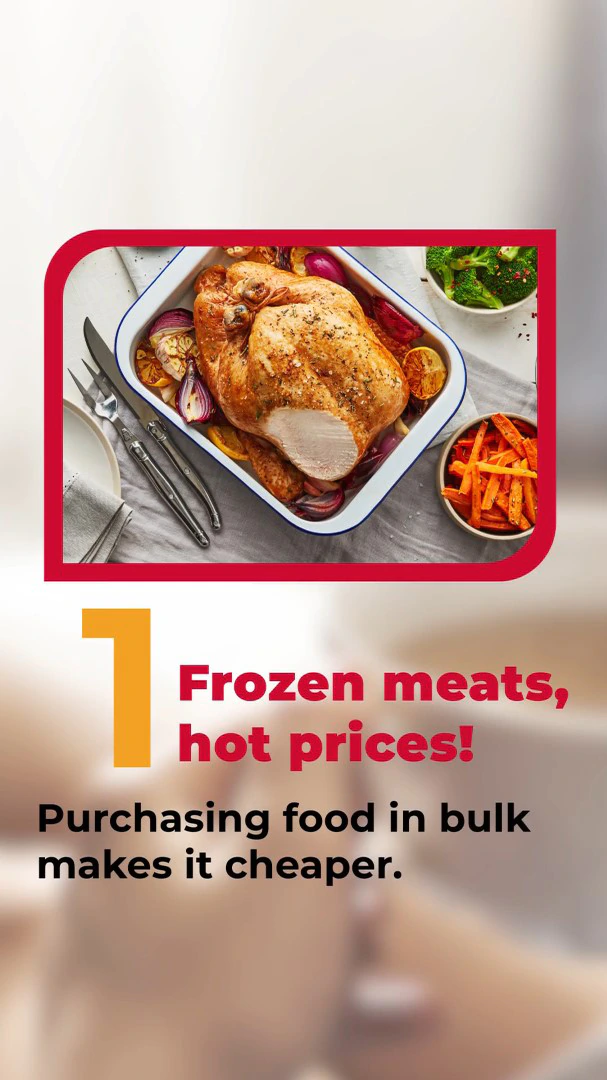 1
Frozen meats,
hot prices!
Purchasing food in bulk
makes it cheaper.